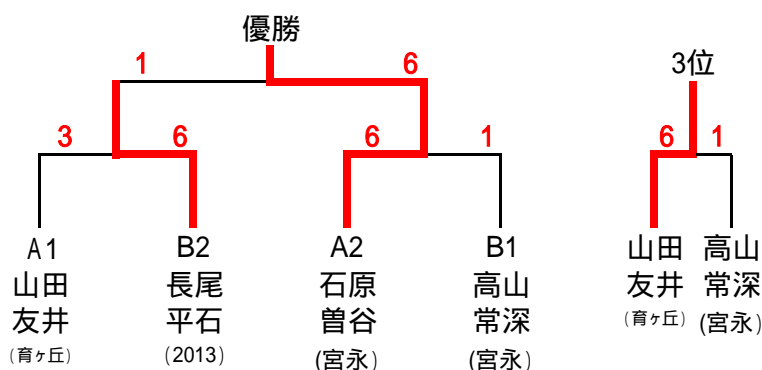 優勝
1 6 3位
3 6 6 1 6 1
A1 B2 A2 B1 山田 高山
山田 長尾 石原 高山 友井 常深
友井 平石 曽谷 常深 (育ヶ丘) (宮永)
(育ヶ丘) (2013) (宮永) (宮永)